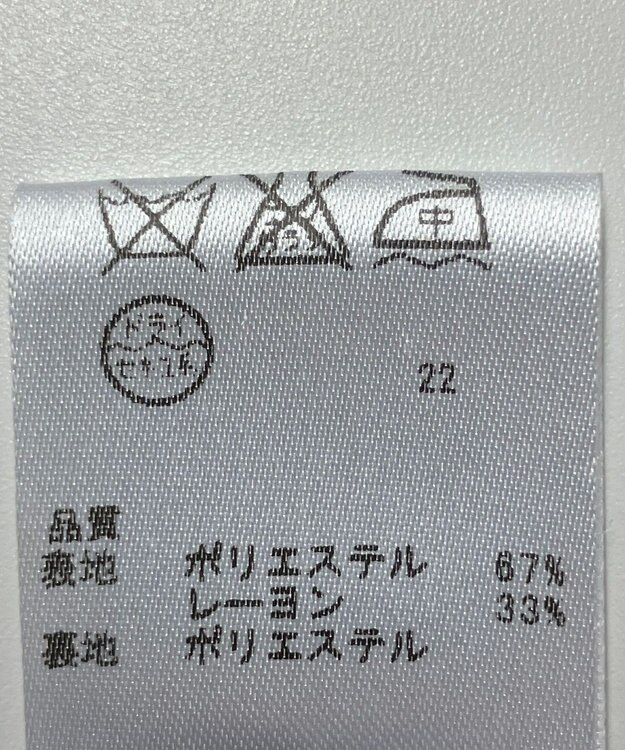 エンソ
中
ドライ
セキユ系
22
品質
表地 ポリエステル 67%
レーヨン 33%
裏地 ポリエステル